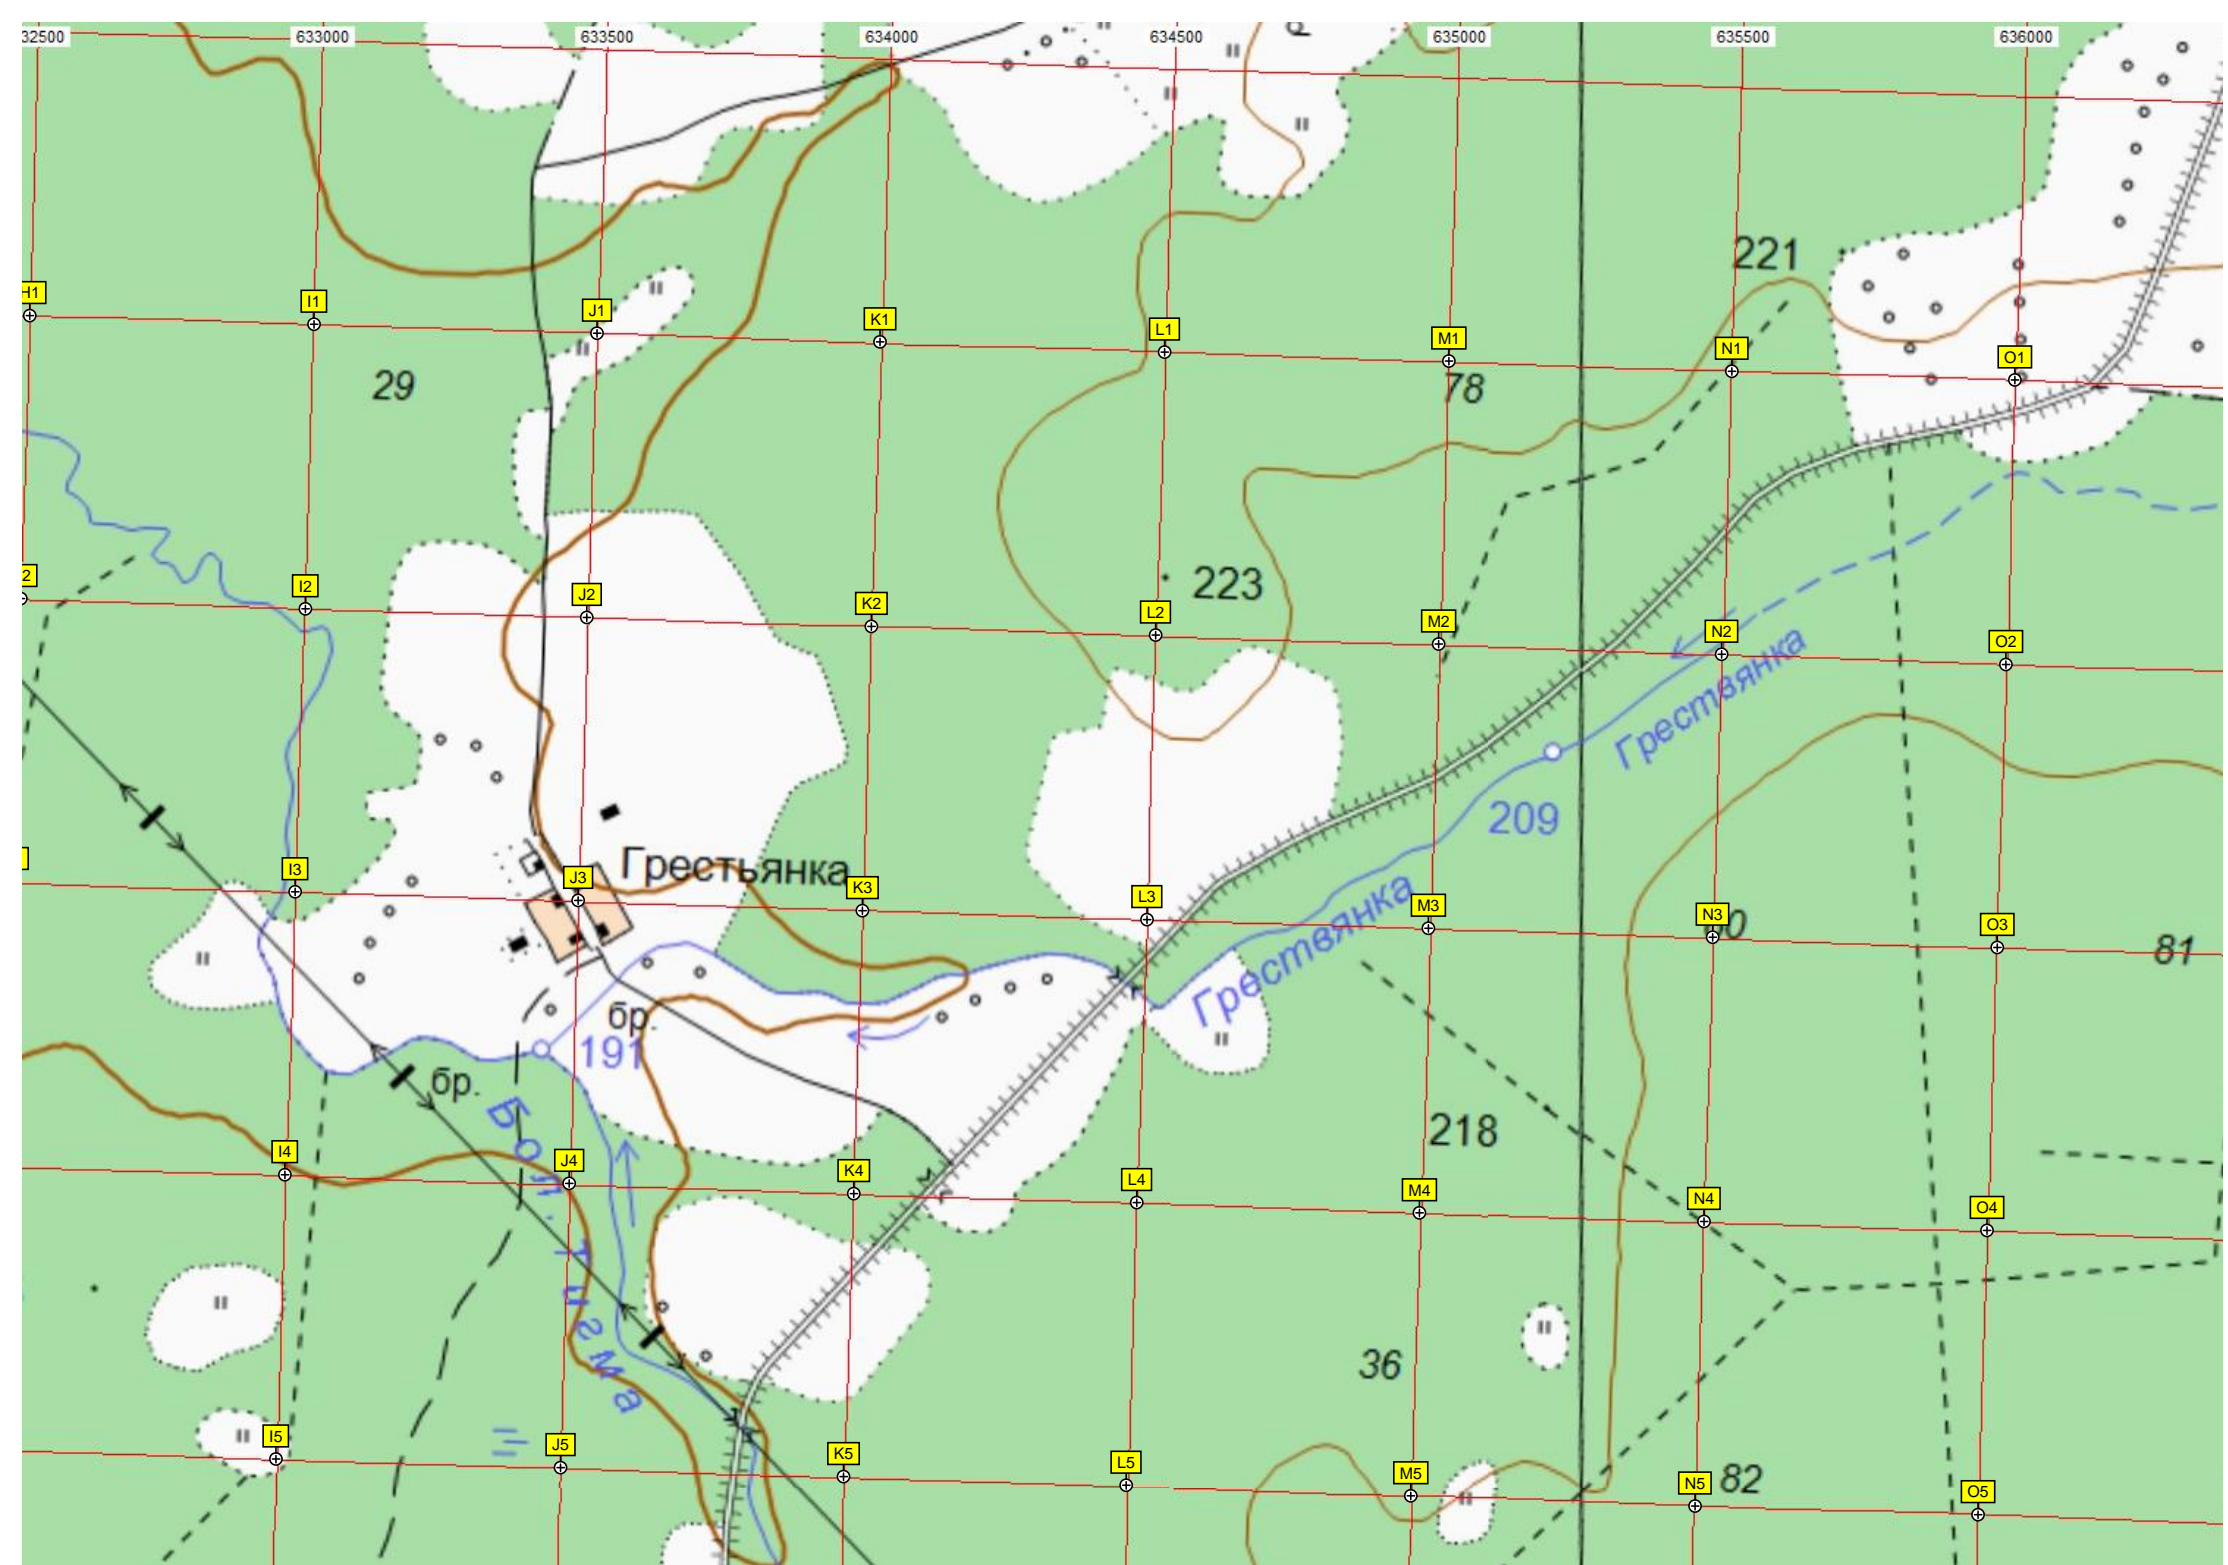 32500 633000 633500 634000 634500 635000 635500 636000
221
H1 I1 J1 K1 L1 M1 N1 O1
29 78
223
2 I2 J2 K2 L2 M2 N2 O2
Грествянка
209
Грестьянка
I3 J3 K3 L3 M3 N3 O3
81
Грествянка
бр.
191
бр.
218
Бол. Тигма
I4 J4 K4 L4 M4 N4 O4
36
I5 J5 K5 L5 M5 N5 O5
82